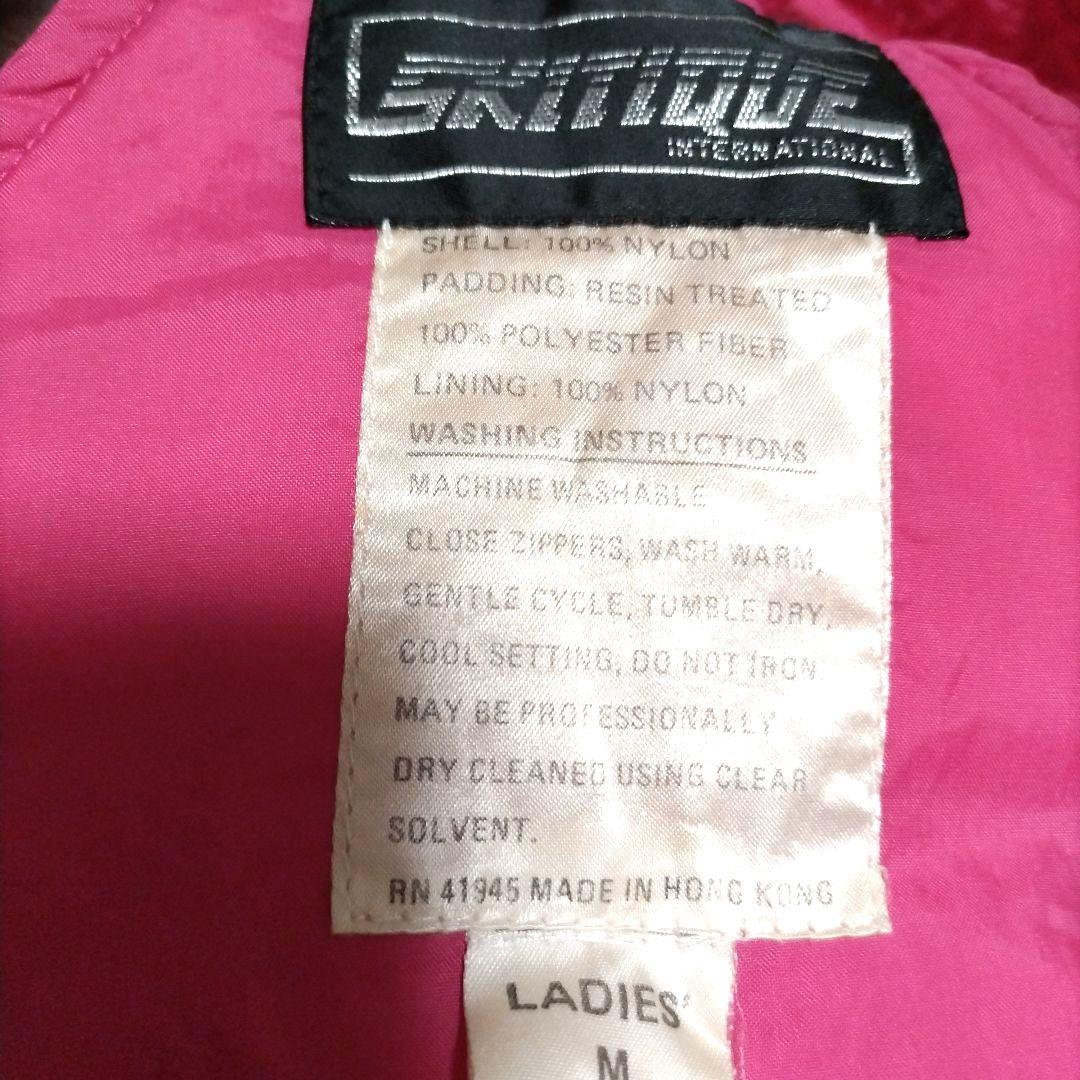 SKITIQUE
INTERNATIONAL
SHELL: 100% NYLON
PADDING: RESIN TREATED
100% POLYESTER FIBER
LINING: 100% NYLON
WASHING INSTRUCTIONS
MACHINE WASHABLE
CLOSE ZIPPERS, WASH WARM,
GENTLE CYCLE, TUMBLE DRY,
COOL SETTING, DO NOT IRON.
MAY BE PROFESSIONALLY
DRY CLEANED USING CLEAR
SOLVENT.
RN 41945 MADE IN HONG KONG
LADIES'
M